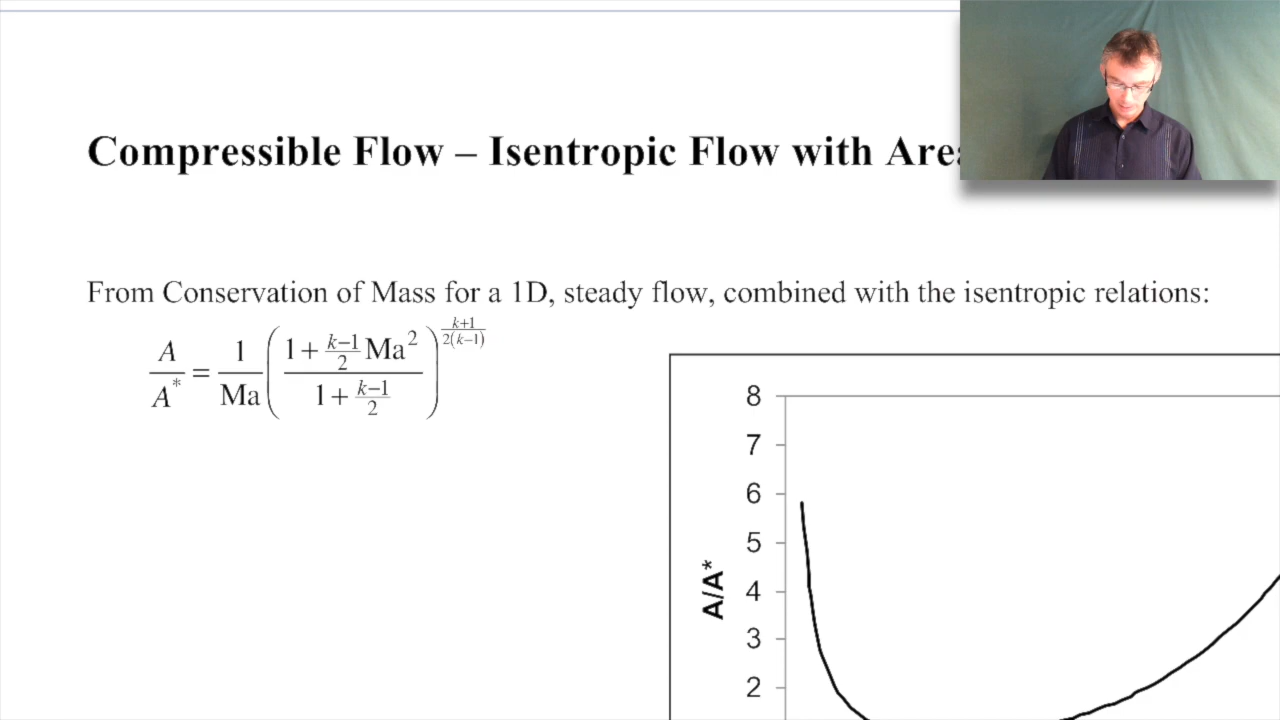 Compressible Flow – Isentropic Flow with
From Conservation of Mass for a 1D, steady flow, combined with the isentropic relations:
A/A* = 1/Ma ((1 + (k−1)/2 Ma²)/(1 + (k−1)/2))^((k+1)/(2(k−1)))
8
7
6
5
4
3
2
A/A*